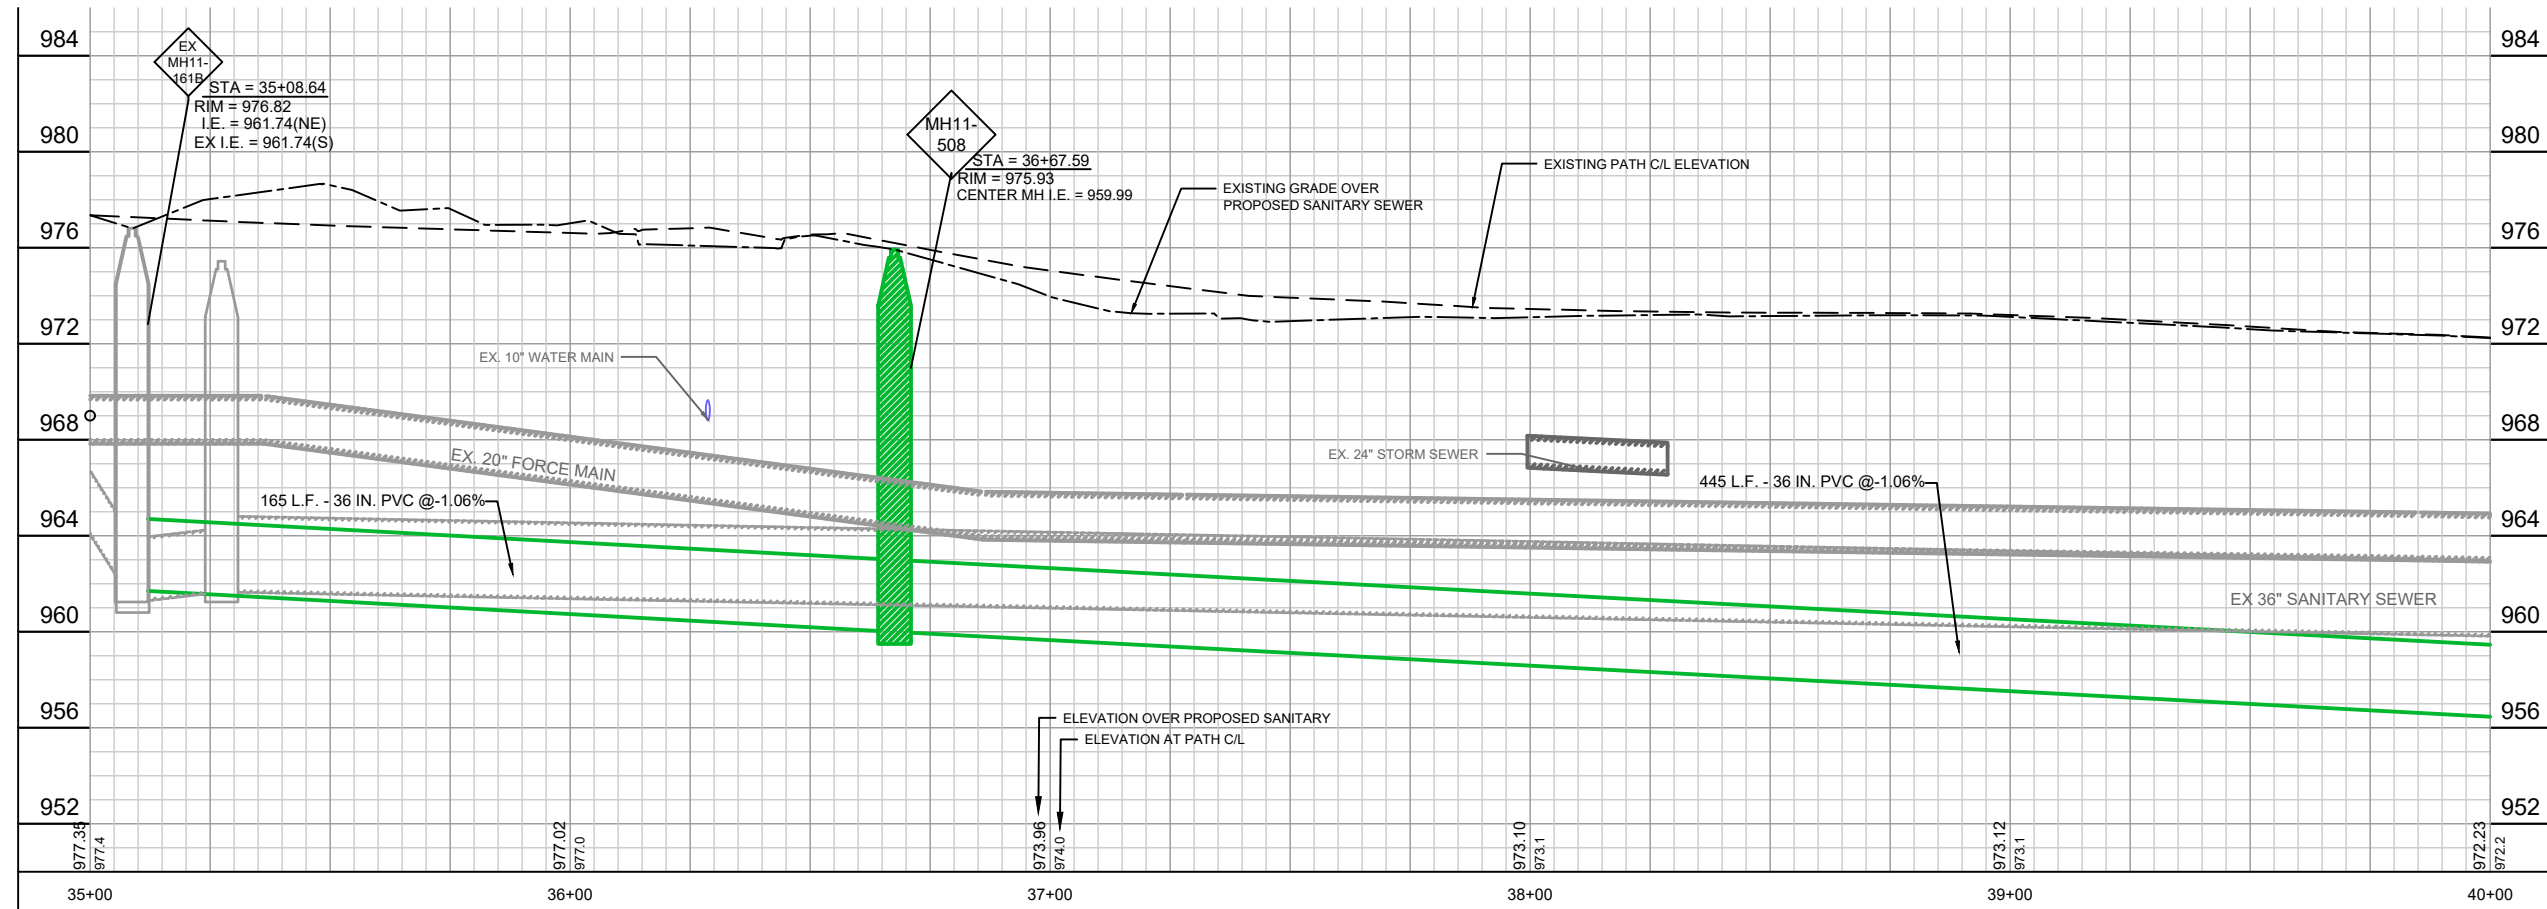 984
984
EX
MH11-
161B
STA = 35+08.64
RIM = 976.82
I.E. = 961.74(NE)
EX I.E. = 961.74(S)
MH11-
508
STA = 36+67.59
RIM = 975.93
CENTER MH I.E. = 959.99
980
980
EXISTING PATH C/L ELEVATION
EXISTING GRADE OVER
PROPOSED SANITARY SEWER
976
976
972
972
EX. 10" WATER MAIN
968
968
EX. 20" FORCE MAIN
EX. 24" STORM SEWER
165 L.F. - 36 IN. PVC @-1.06%
445 L.F. - 36 IN. PVC @-1.06%
964
964
EX 36" SANITARY SEWER
960
960
956
956
ELEVATION OVER PROPOSED SANITARY
ELEVATION AT PATH C/L
952
952
977.35
977.4
977.02
977.0
973.96
974.0
973.10
973.1
973.12
973.1
972.23
972.2
35+00
36+00
37+00
38+00
39+00
40+00